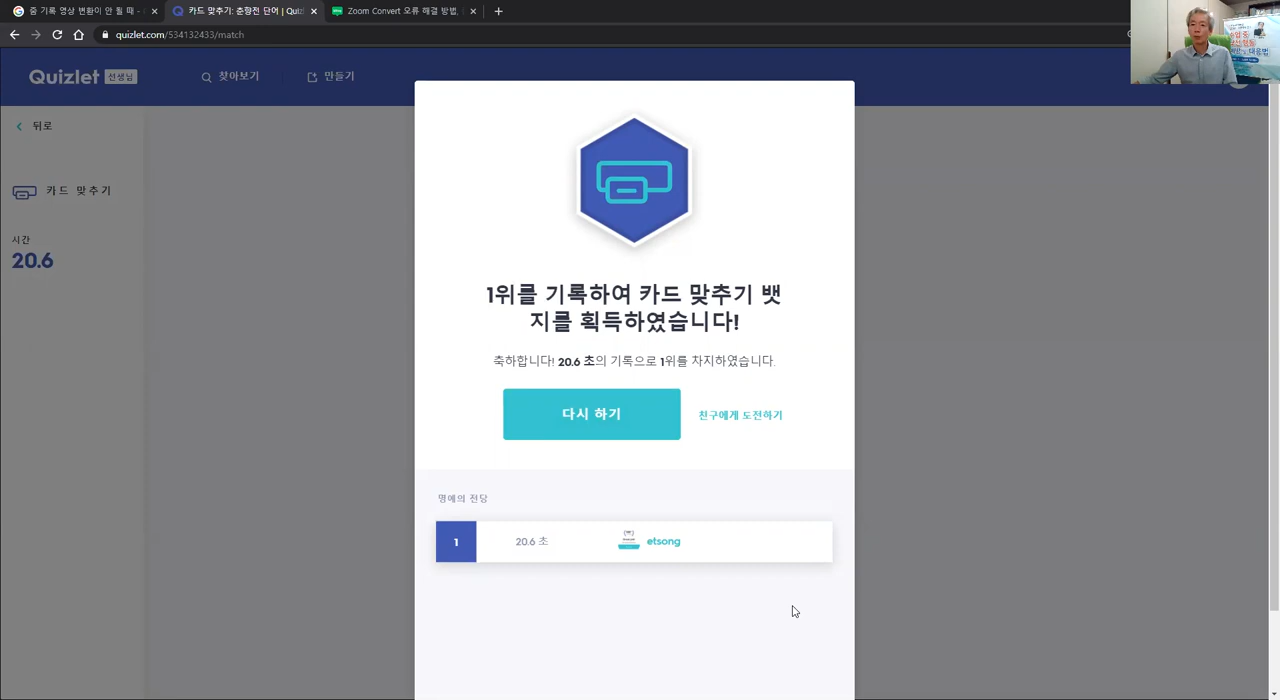 줌 기록 영상 변환이 안 될 때 -
카드 맞추기: 춘향전 단어 | Quiz
Zoom Convert 오류 해결 방법,
quizlet.com/534132433/match
Quizlet 선생님
찾아보기
만들기
뒤로
카드 맞추기
시간
20.6
1위를 기록하여 카드 맞추기 뱃
지를 획득하였습니다!
축하합니다! 20.6 초의 기록으로 1위를 차지하였습니다.
다시 하기
친구에게 도전하기
명예의 전당
1
20.6 초
etsong